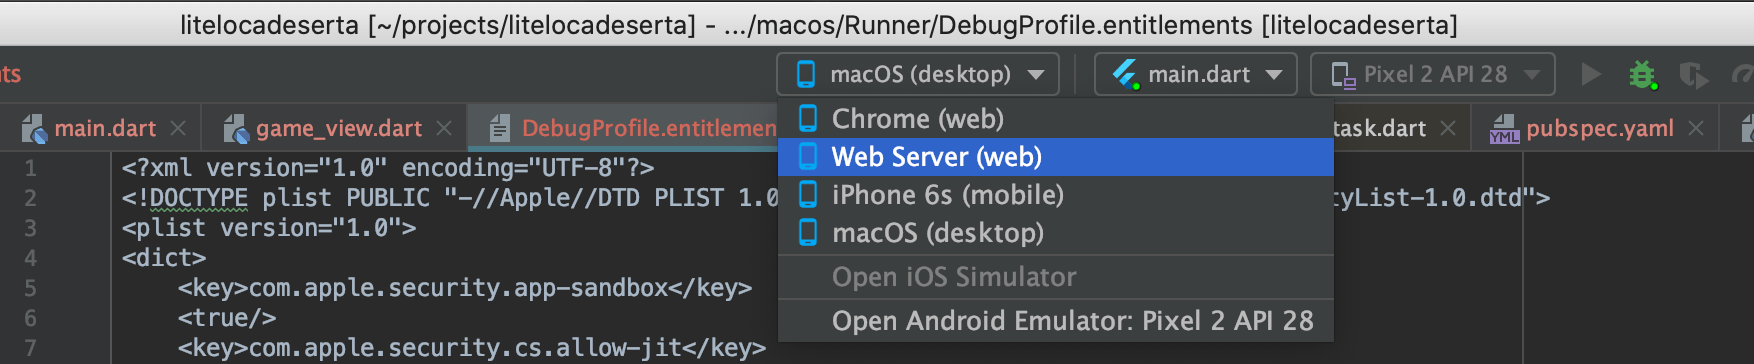 litelocadeserta [~/projects/litelocadeserta] - .../macos/Runner/DebugProfile.entitlements [litelocadeserta]
nts macOS (desktop) main.dart Pixel 2 API 28
main.dart game_view.dart DebugProfile.entitlemen task.dart YML pubspec.yaml
Chrome (web)
Web Server (web)
iPhone 6s (mobile)
macOS (desktop)
Open iOS Simulator
Open Android Emulator: Pixel 2 API 28
1 <?xml version="1.0" encoding="UTF-8"?>
2 <!DOCTYPE plist PUBLIC "-//Apple//DTD PLIST 1.0 tyList-1.0.dtd">
3 <plist version="1.0">
4 <dict>
5 <key>com.apple.security.app-sandbox</key>
6 <true/>
7 <key>com.apple.security.cs.allow-jit</key>